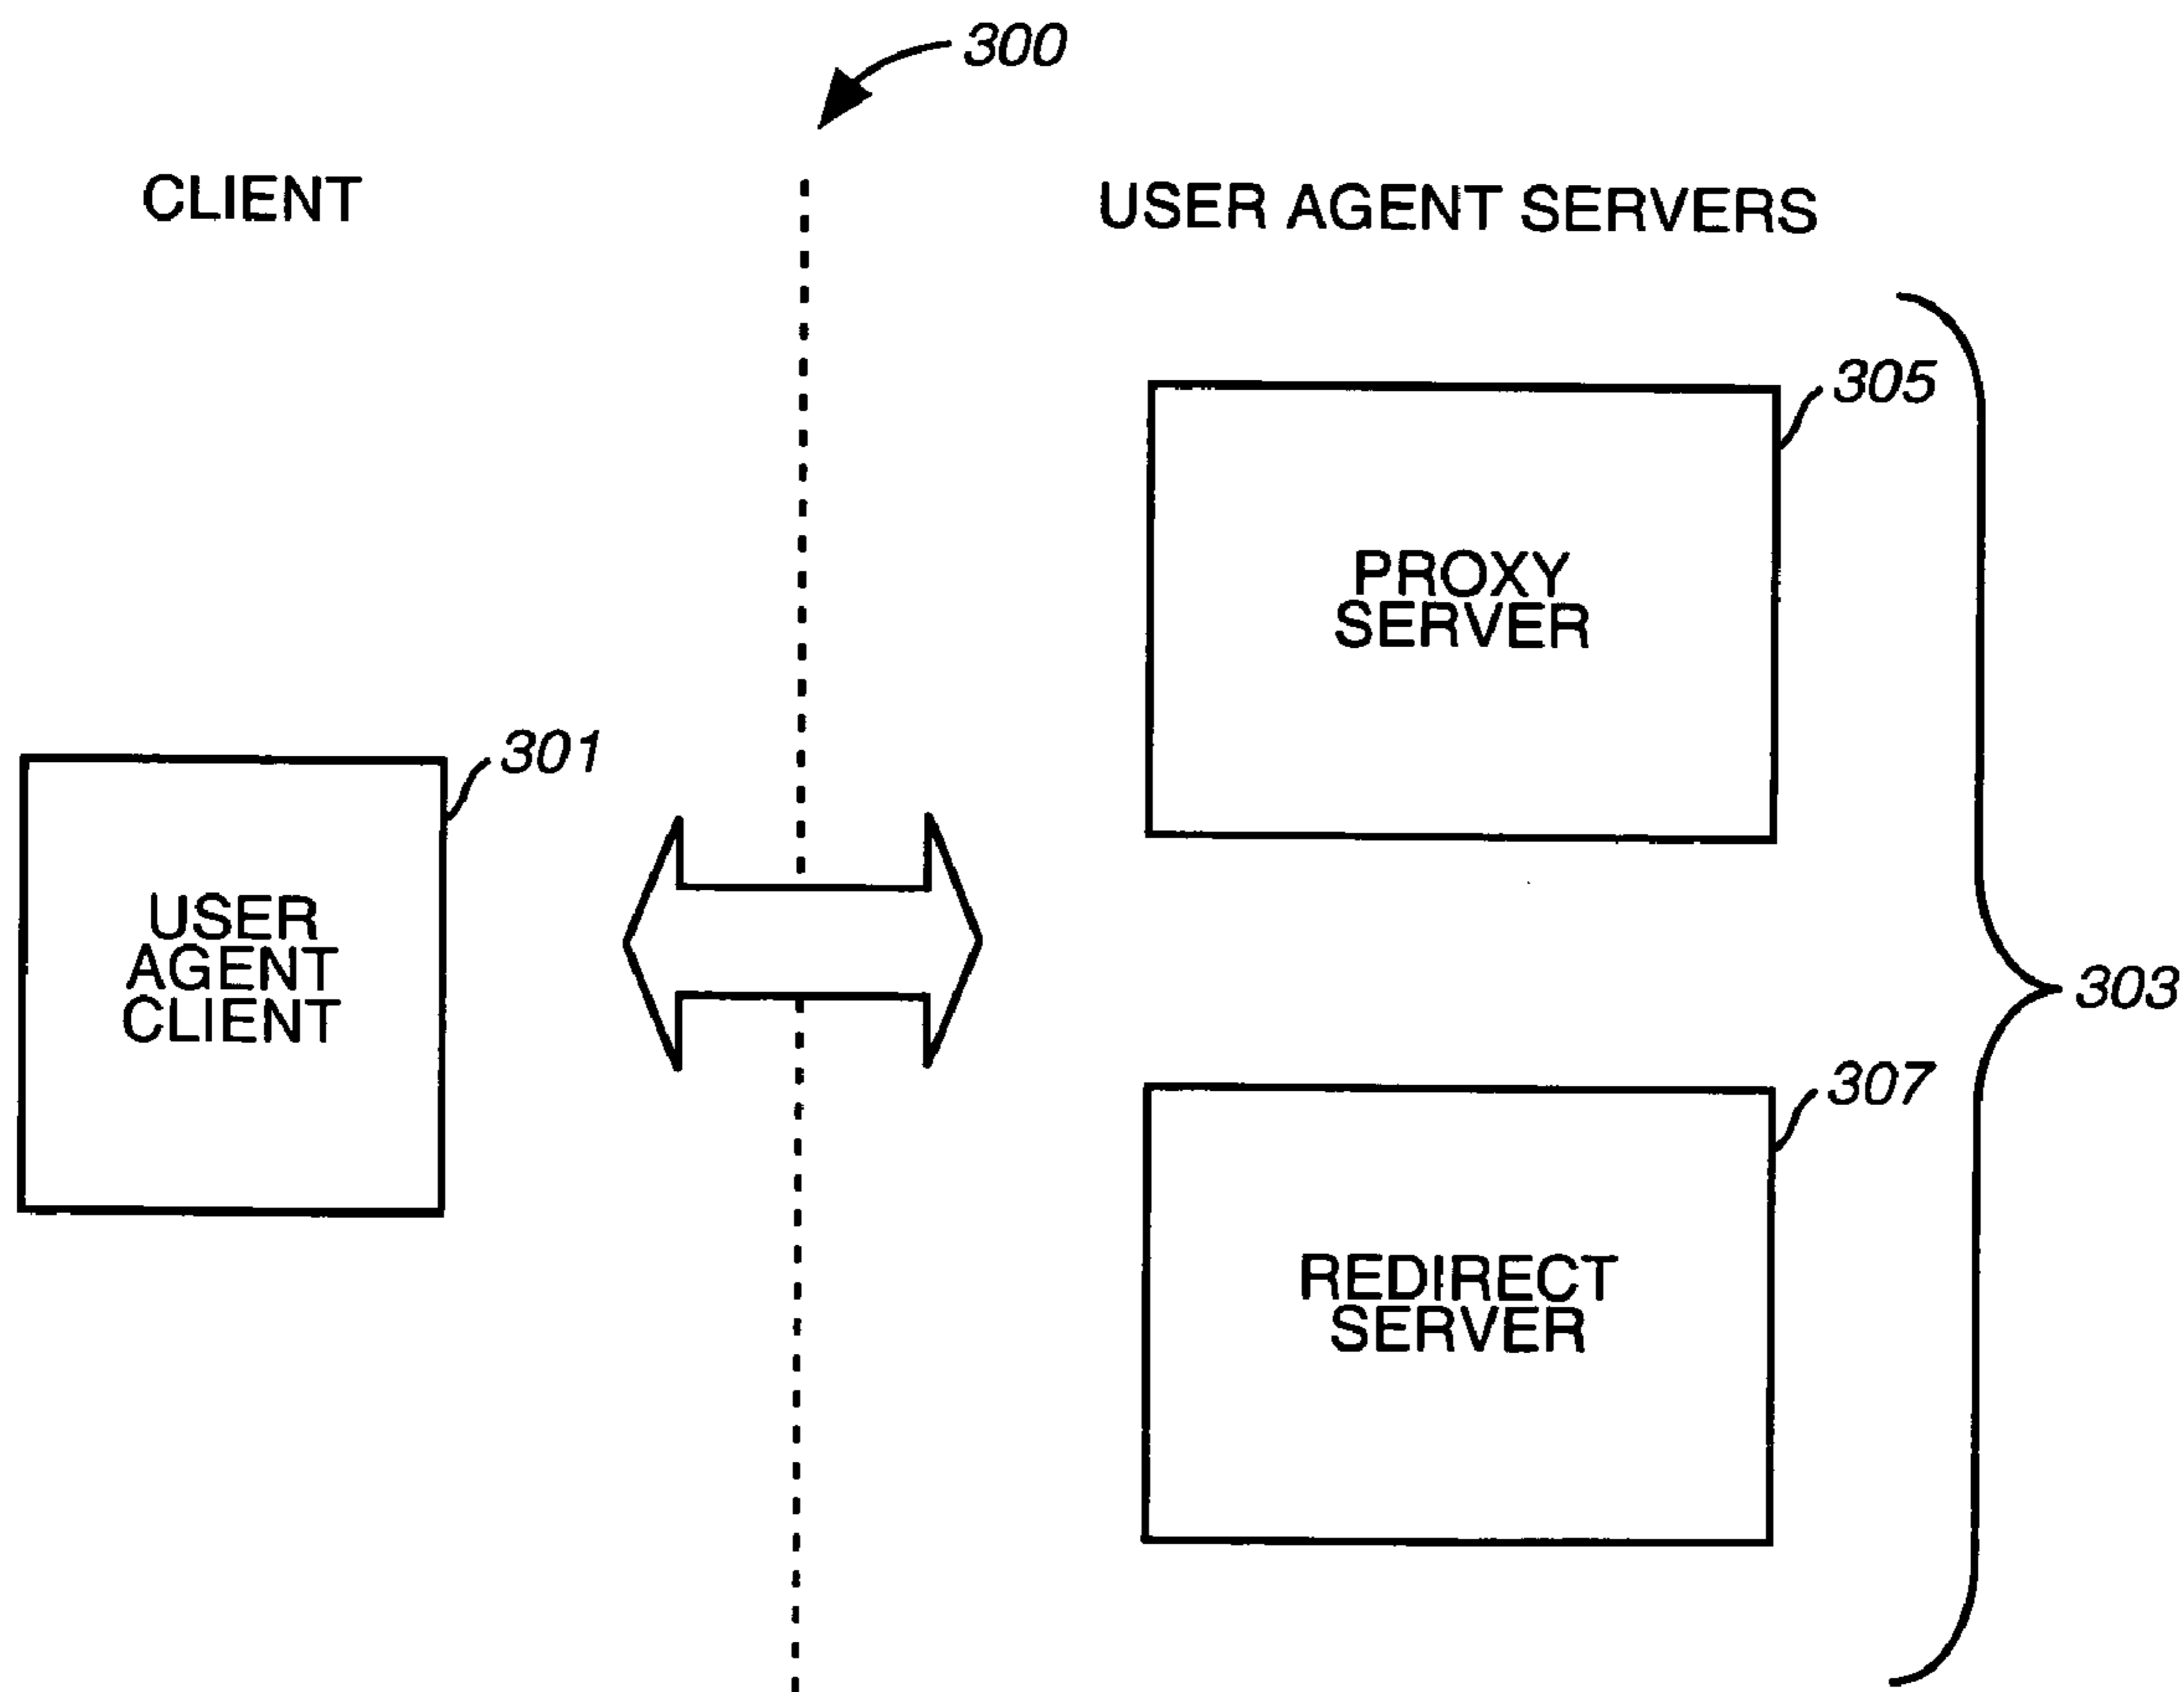 300
CLIENT
USER AGENT SERVERS
305
PROXY
SERVER
301
USER
AGENT
CLIENT
303
307
REDIRECT
SERVER